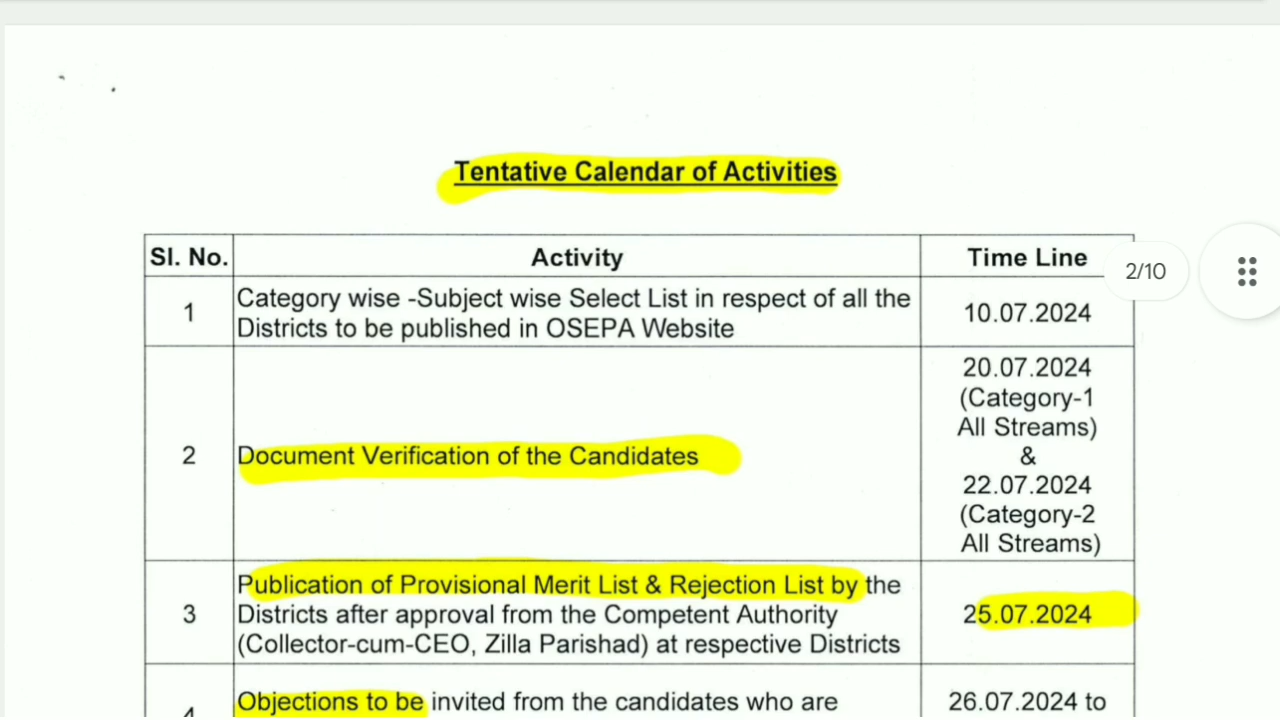 Tentative Calendar of Activities
Sl. No.
Activity
Time Line
2/10
1
Category wise -Subject wise Select List in respect of all the
Districts to be published in OSEPA Website
10.07.2024
2
Document Verification of the Candidates
20.07.2024
(Category-1
All Streams)
&
22.07.2024
(Category-2
All Streams)
3
Publication of Provisional Merit List & Rejection List by the
Districts after approval from the Competent Authority
(Collector-cum-CEO, Zilla Parishad) at respective Districts
25.07.2024
4
Objections to be invited from the candidates who are
26.07.2024 to